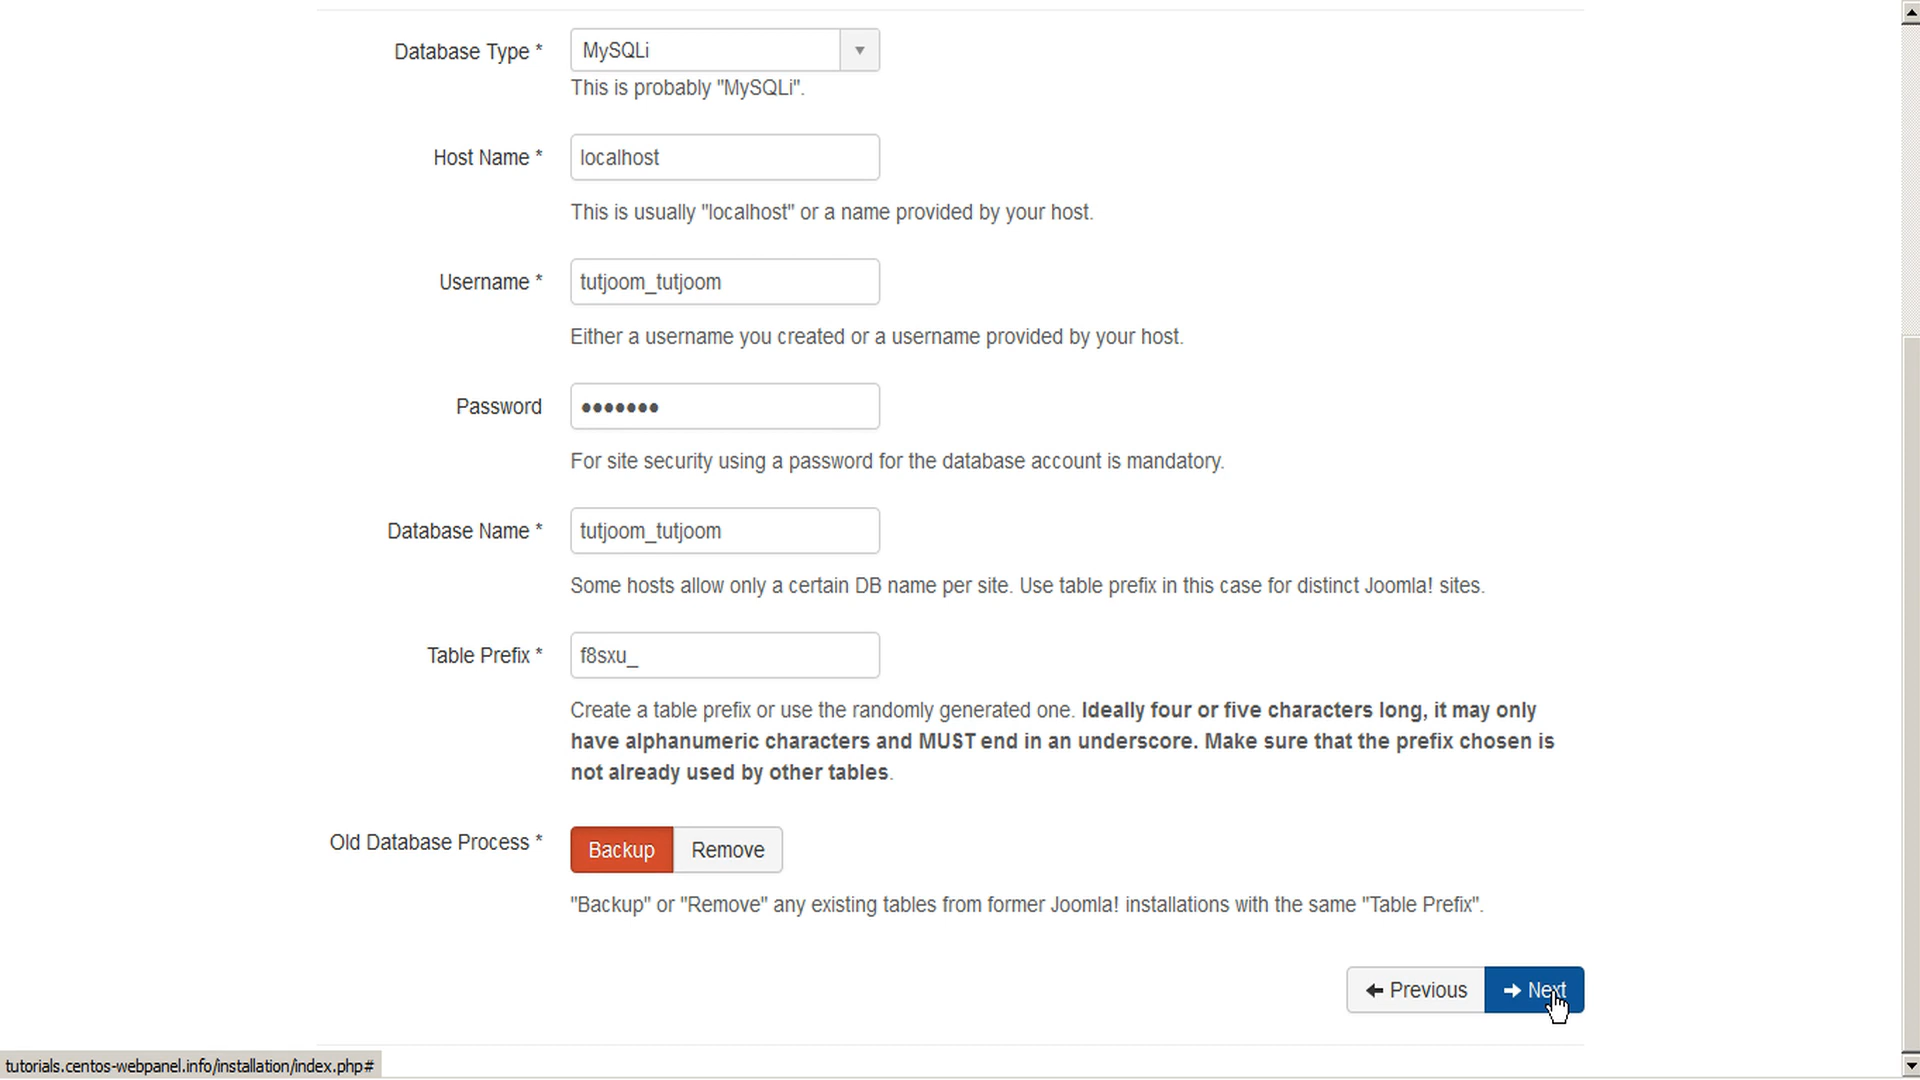 Database Type *
MySQLi
This is probably "MySQLi".
Host Name *
localhost
This is usually "localhost" or a name provided by your host.
Username *
tutjoom_tutjoom
Either a username you created or a username provided by your host.
Password
•••••••
For site security using a password for the database account is mandatory.
Database Name *
tutjoom_tutjoom
Some hosts allow only a certain DB name per site. Use table prefix in this case for distinct Joomla! sites.
Table Prefix *
f8sxu_
Create a table prefix or use the randomly generated one. Ideally four or five characters long, it may only
have alphanumeric characters and MUST end in an underscore. Make sure that the prefix chosen is
not already used by other tables.
Old Database Process *
Backup Remove
"Backup" or "Remove" any existing tables from former Joomla! installations with the same "Table Prefix".
Previous Next
tutorials.centos-webpanel.info/installation/index.php#